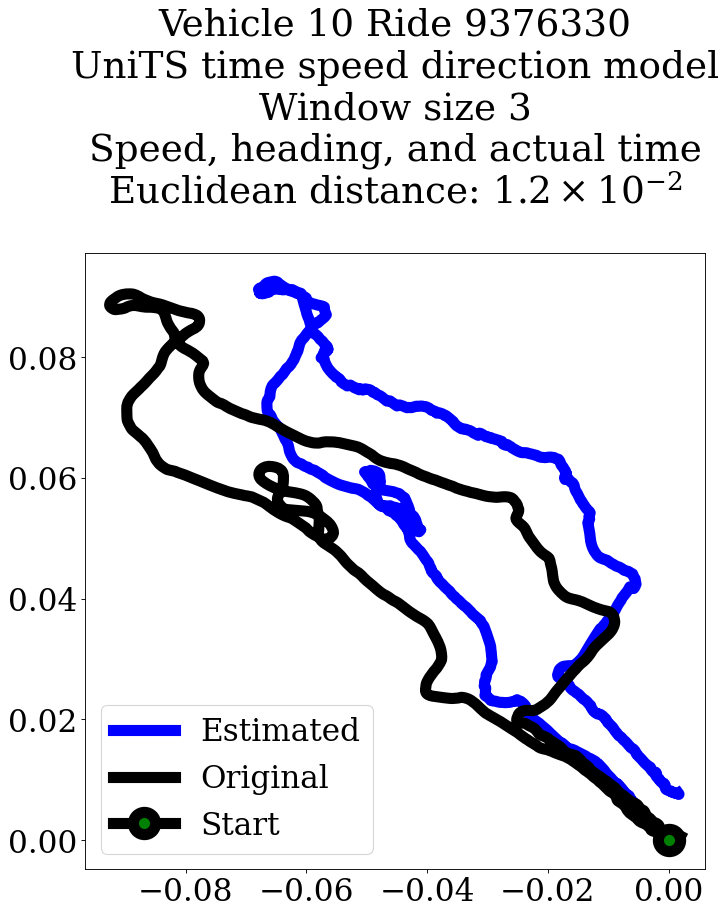 Vehicle 10 Ride 9376330
UniTS time speed direction model
Window size 3
Speed, heading, and actual time
Euclidean distance: 1.2 × 10⁻²
0.08
0.06
0.04
0.02
0.00
Estimated
Original
Start
−0.08 −0.06 −0.04 −0.02 0.00